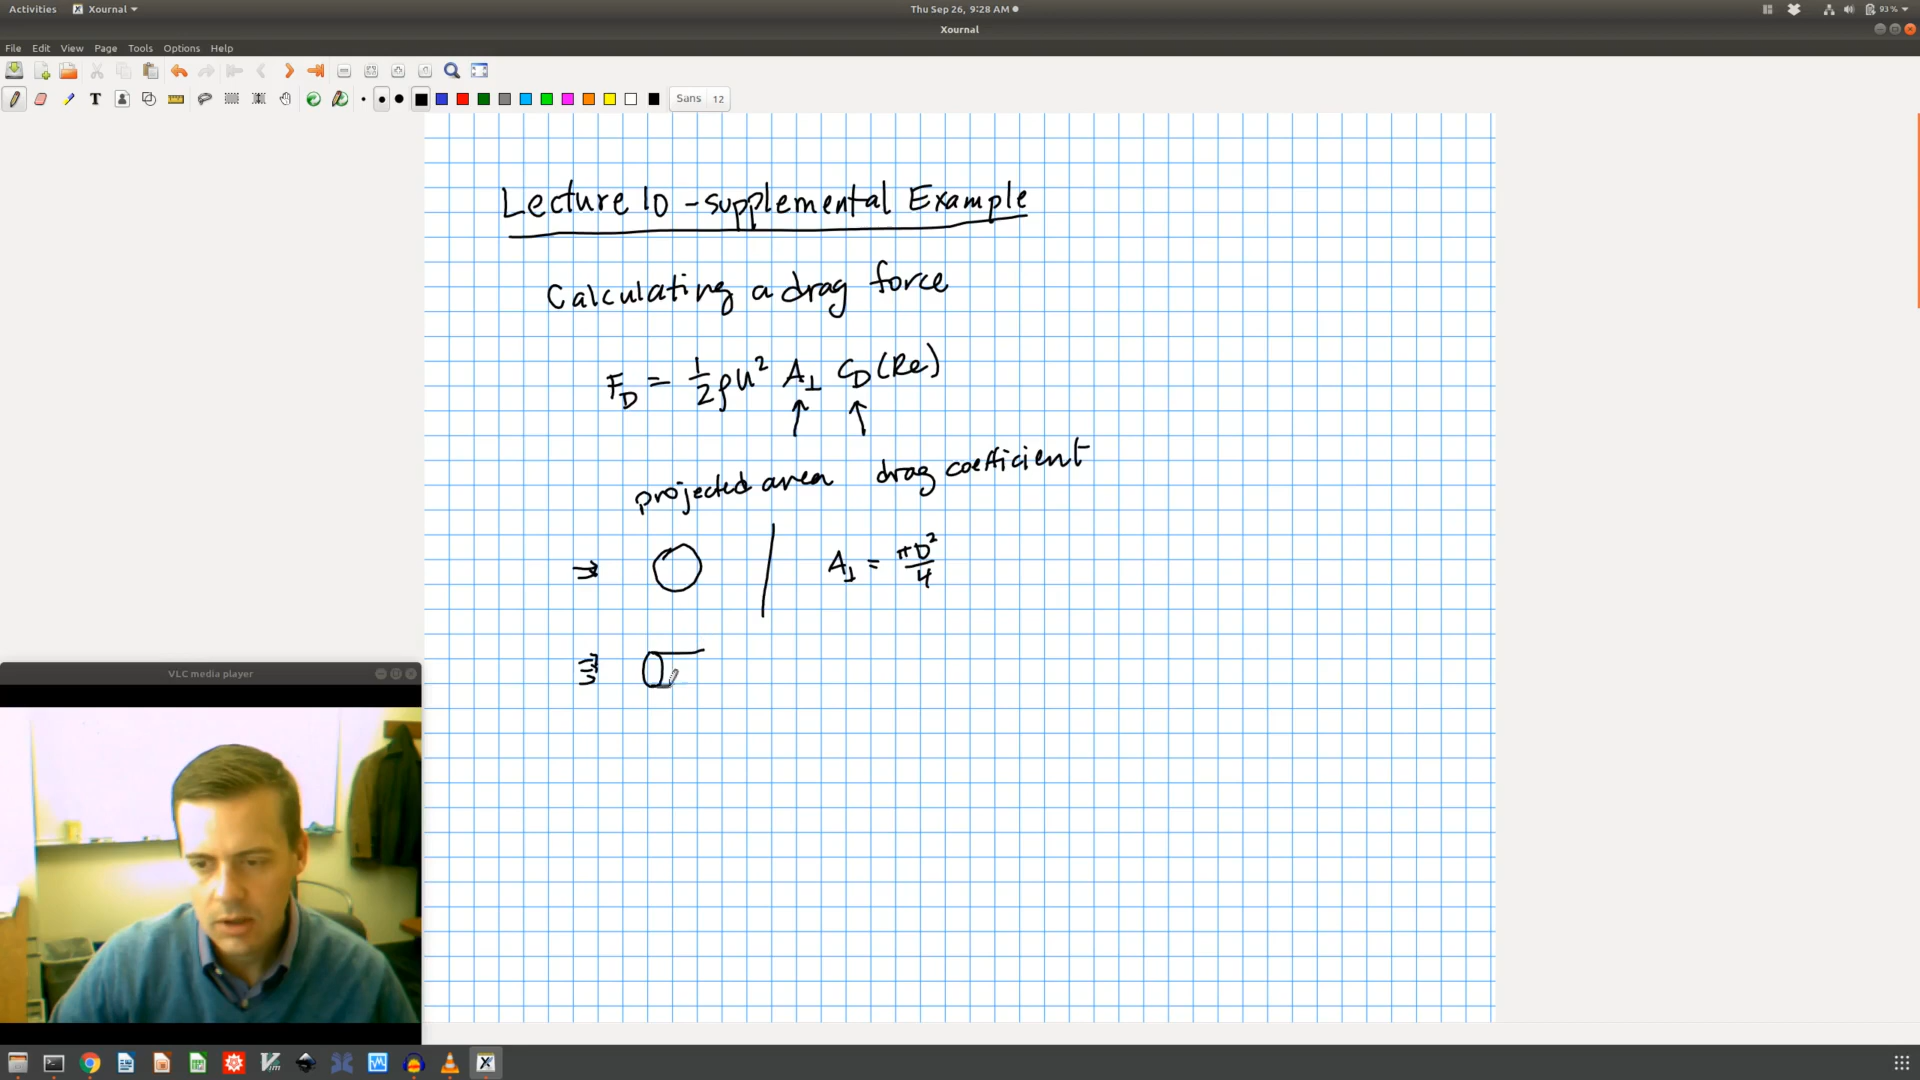 Activities Xournal Thu Sep 26, 9:28 AM 93 %
Xournal
File Edit View Page Tools Options Help
Sans 12
Lecture 10 - supplemental Example
Calculating a drag force
F_D = 1/2 ρu² A⊥ C_D (Re)
projected area drag coefficient
A⊥ = πD²/4
VLC media player